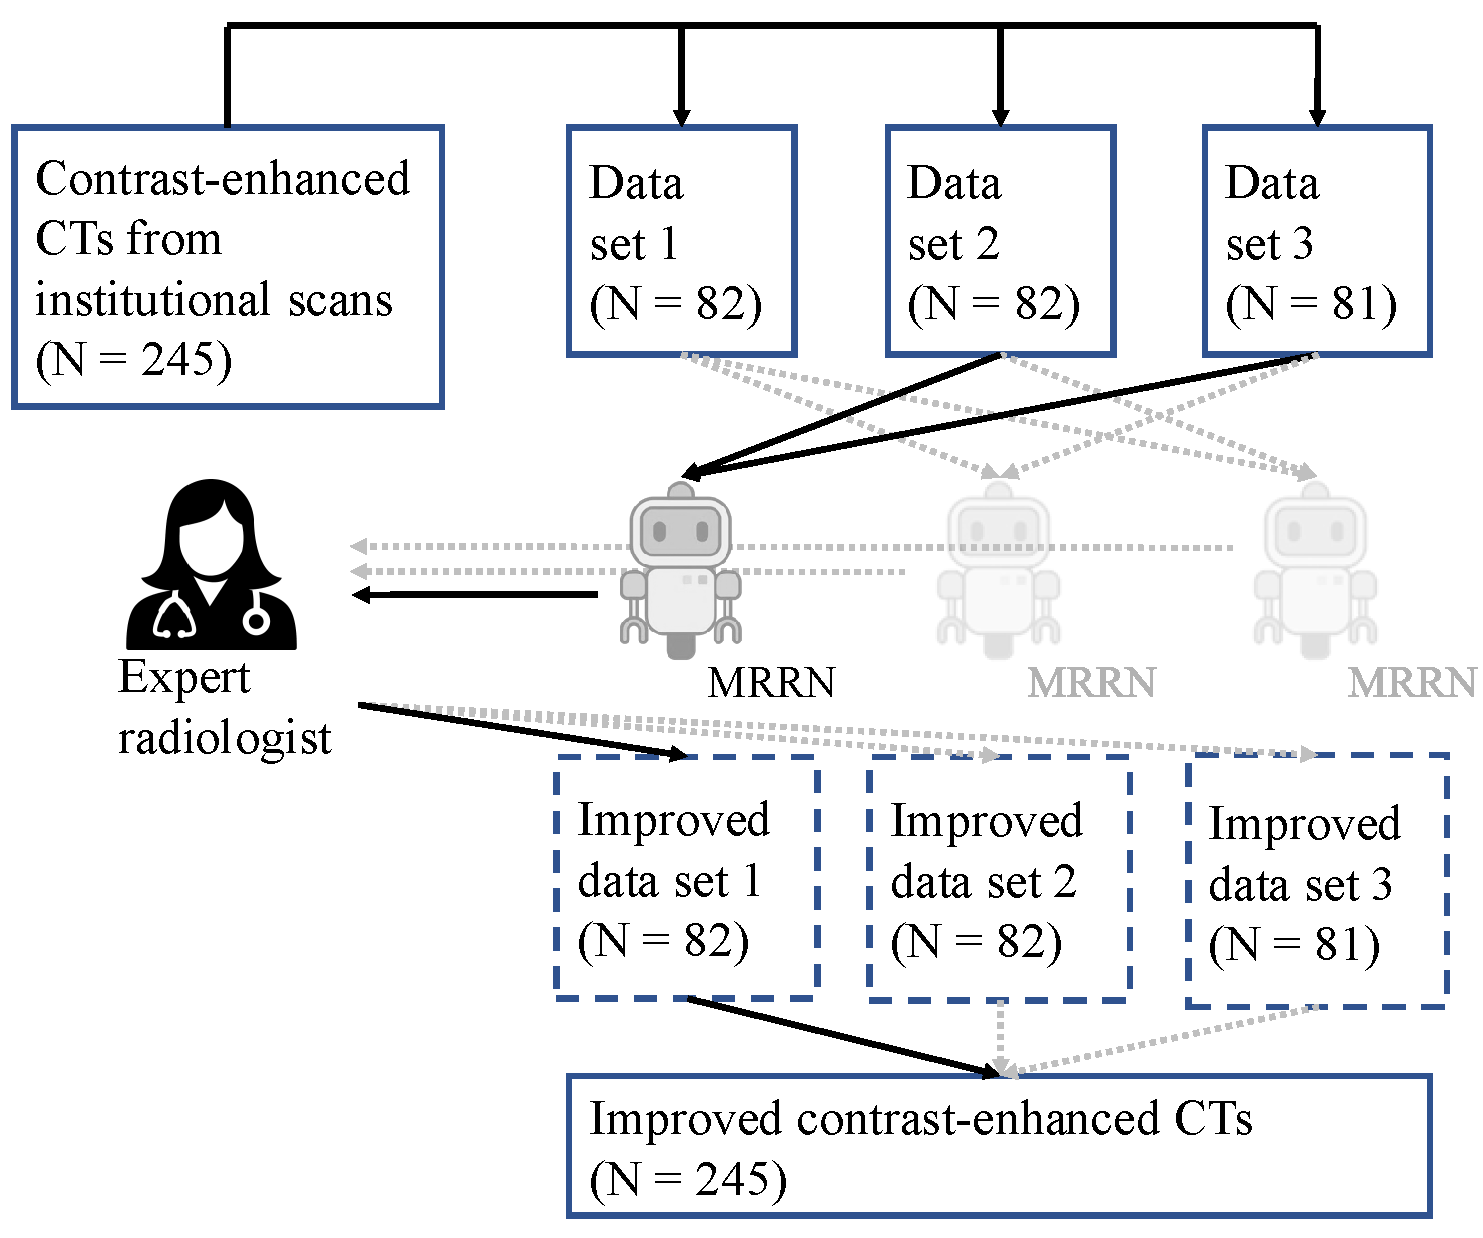 Contrast-enhanced
CTs from
institutional scans
(N = 245)
Data
set 1
(N = 82)
Data
set 2
(N = 82)
Data
set 3
(N = 81)
Expert
radiologist
MRRN
MRRN
MRRN
Improved
data set 1
(N = 82)
Improved
data set 2
(N = 82)
Improved
data set 3
(N = 81)
Improved contrast-enhanced CTs
(N = 245)